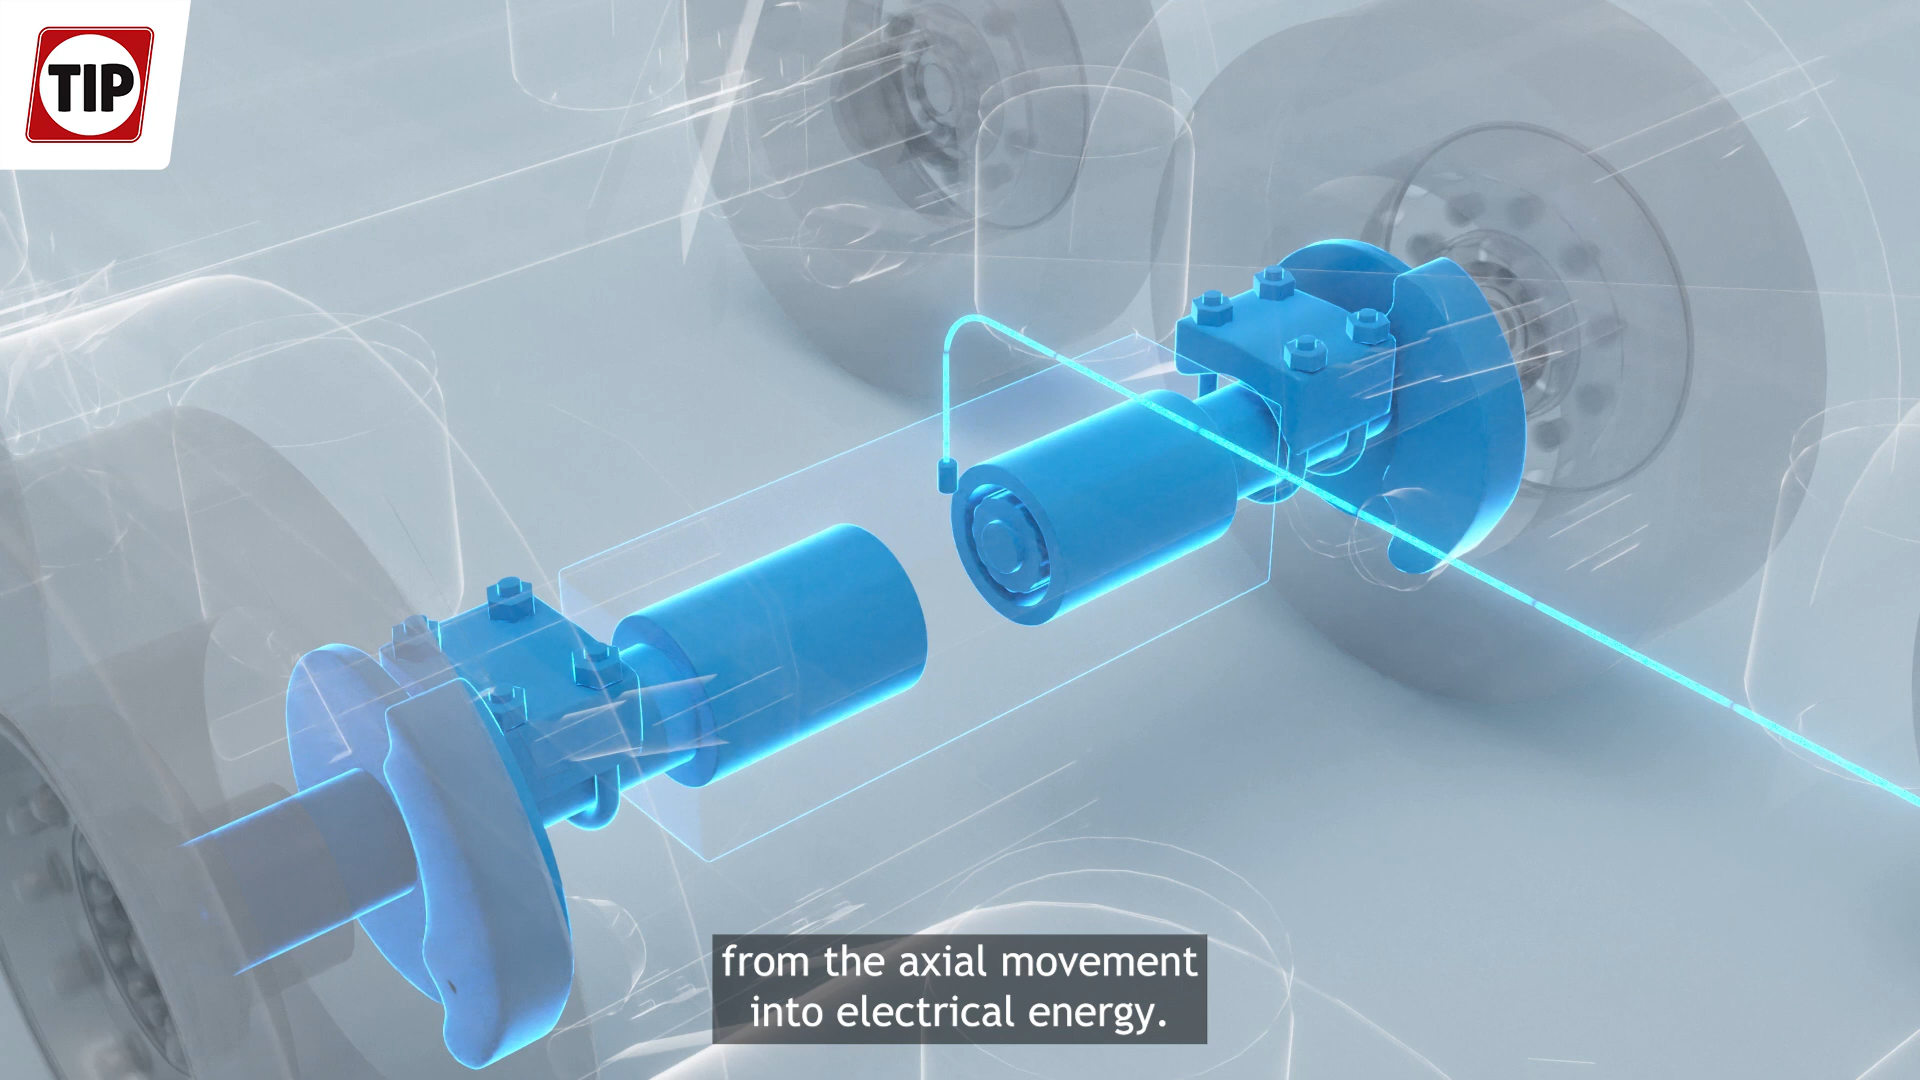 TIP
from the axial movement
into electrical energy.